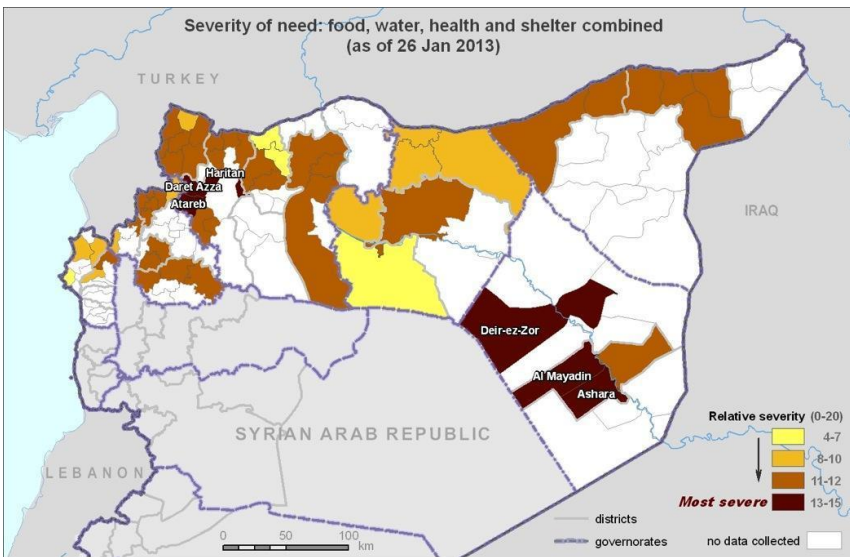 Severity of need: food, water, health and shelter combined
(as of 26 Jan 2013)
TURKEY
Haritan
Daret Azza
Atareb
IRAQ
Deir-ez-Zor
Al Mayadin
Ashara
SYRIAN ARAB REPUBLIC
LEBANON
Relative severity (0-20)
4-7
8-10
11-12
Most severe 13-15
0 50 100
km
districts
governorates
no data collected